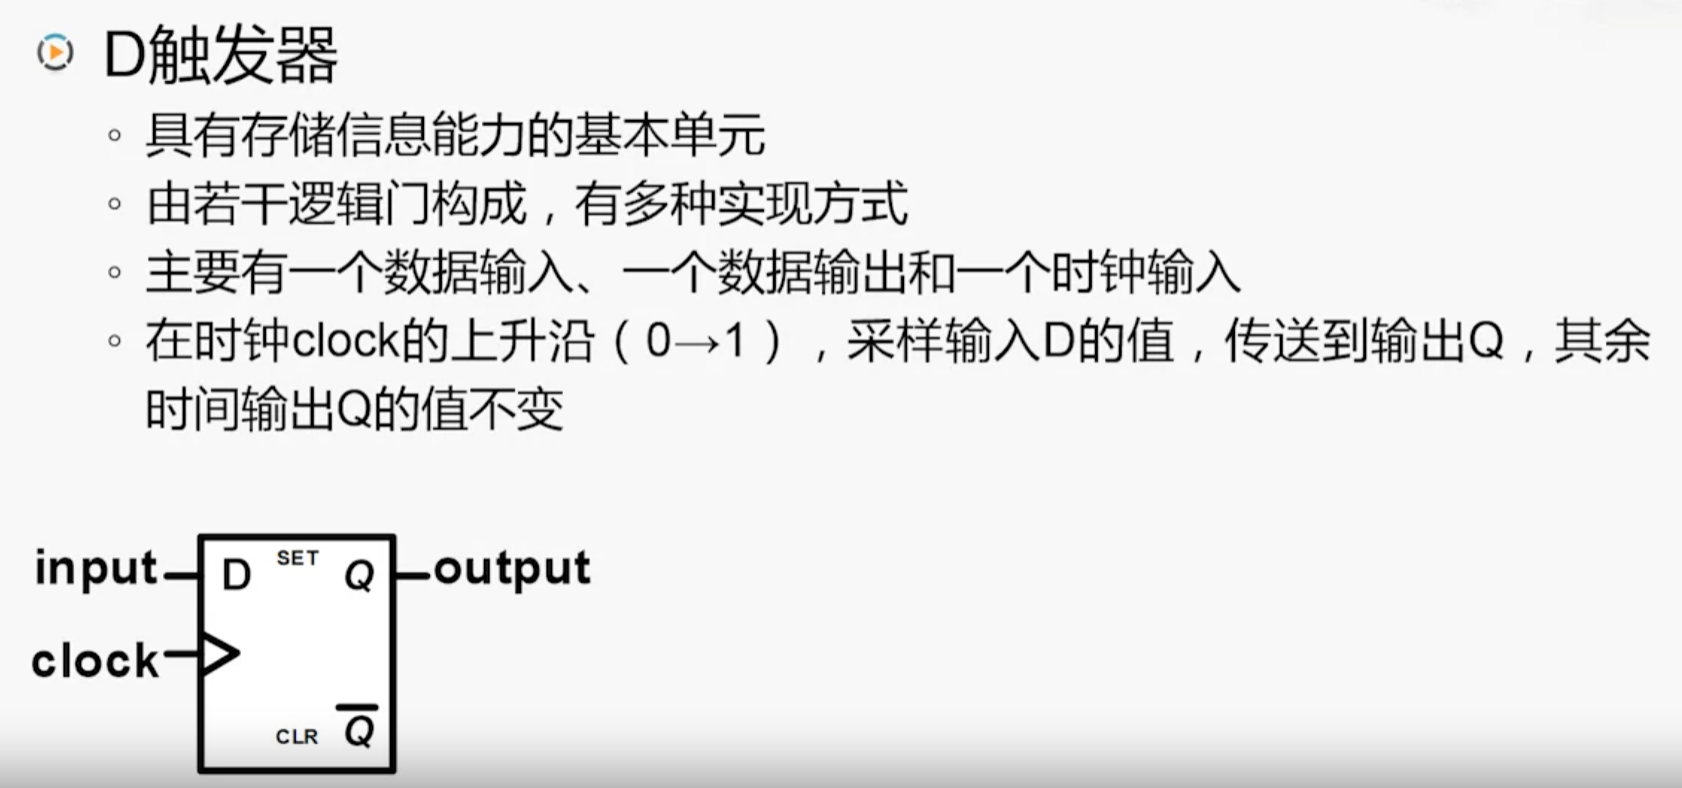 D触发器
具有存储信息能力的基本单元
由若干逻辑门构成，有多种实现方式
主要有一个数据输入、一个数据输出和一个时钟输入
在时钟clock的上升沿（0→1），采样输入D的值，传送到输出Q，其余
时间输出Q的值不变
input D SET Q output
clock
CLR Q̅